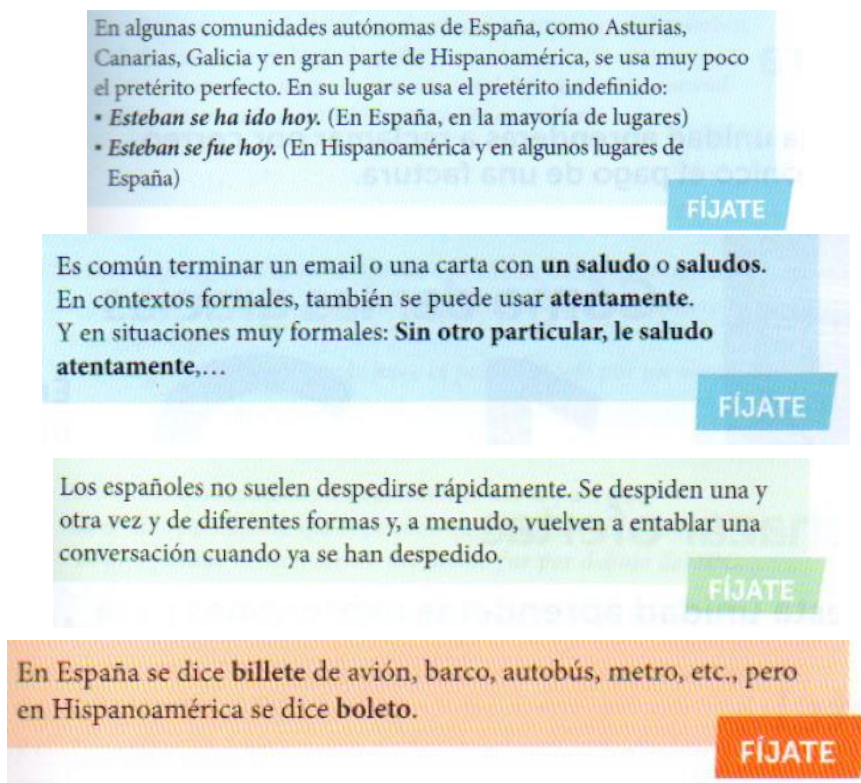 En algunas comunidades autónomas de España, como Asturias,
Canarias, Galicia y en gran parte de Hispanoamérica, se usa muy poco
el pretérito perfecto. En su lugar se usa el pretérito indefinido:
▪ Esteban se ha ido hoy. (En España, en la mayoría de lugares)
▪ Esteban se fue hoy. (En Hispanoamérica y en algunos lugares de
España)
FÍJATE
Es común terminar un email o una carta con un saludo o saludos.
En contextos formales, también se puede usar atentamente.
Y en situaciones muy formales: Sin otro particular, le saludo
atentamente,…
FÍJATE
Los españoles no suelen despedirse rápidamente. Se despiden una y
otra vez y de diferentes formas y, a menudo, vuelven a entablar una
conversación cuando ya se han despedido.
FÍJATE
En España se dice billete de avión, barco, autobús, metro, etc., pero
en Hispanoamérica se dice boleto.
FÍJATE